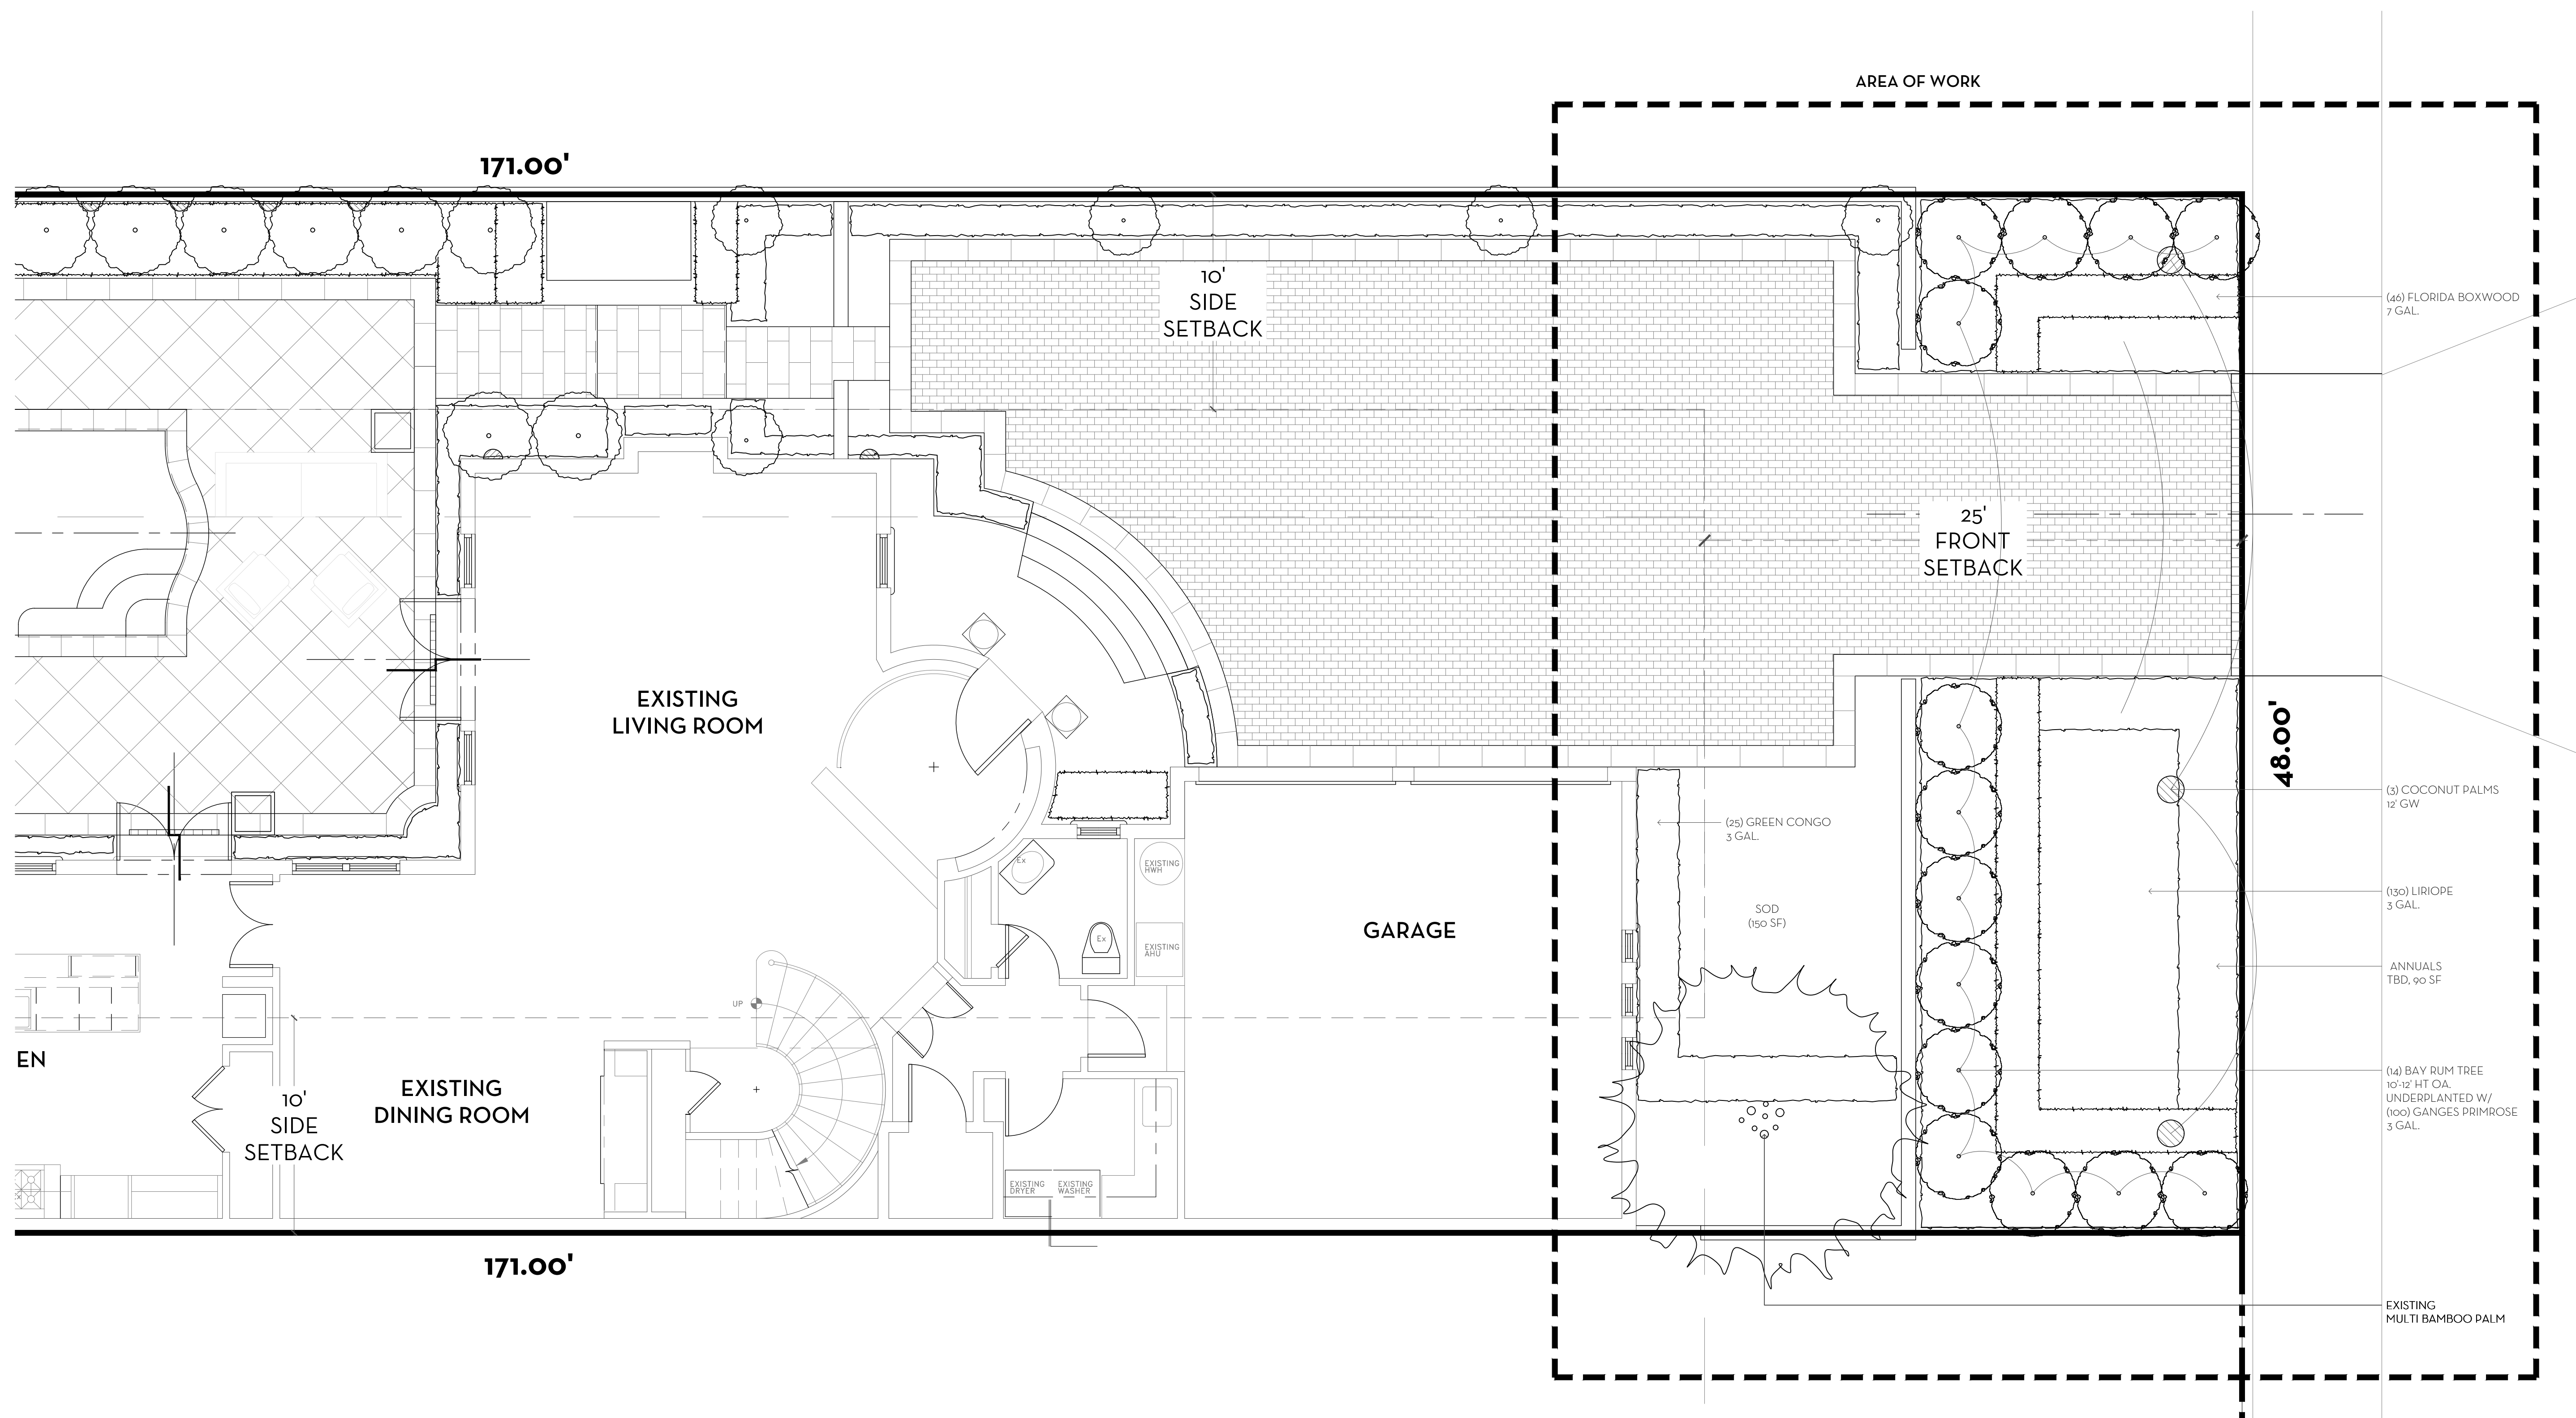 AREA OF WORK
171.00'
10'
SIDE
SETBACK
(46) FLORIDA BOXWOOD
7 GAL.
25'
FRONT
SETBACK
EXISTING
LIVING ROOM
48.00'
(3) COCONUT PALMS
12' GW
(25) GREEN CONGO
3 GAL.
Ex
EXISTING
HWH
(130) LIRIOPE
3 GAL.
SOD
(150 SF)
GARAGE
Ex
EXISTING
AHU
ANNUALS
TBD, 90 SF
UP
EN
EXISTING
DINING ROOM
10'
SIDE
SETBACK
(14) BAY RUM TREE
10'-12' HT OA.
UNDERPLANTED W/
(100) GANGES PRIMROSE
3 GAL.
EXISTING
DRYER
EXISTING
WASHER
171.00'
EXISTING
MULTI BAMBOO PALM